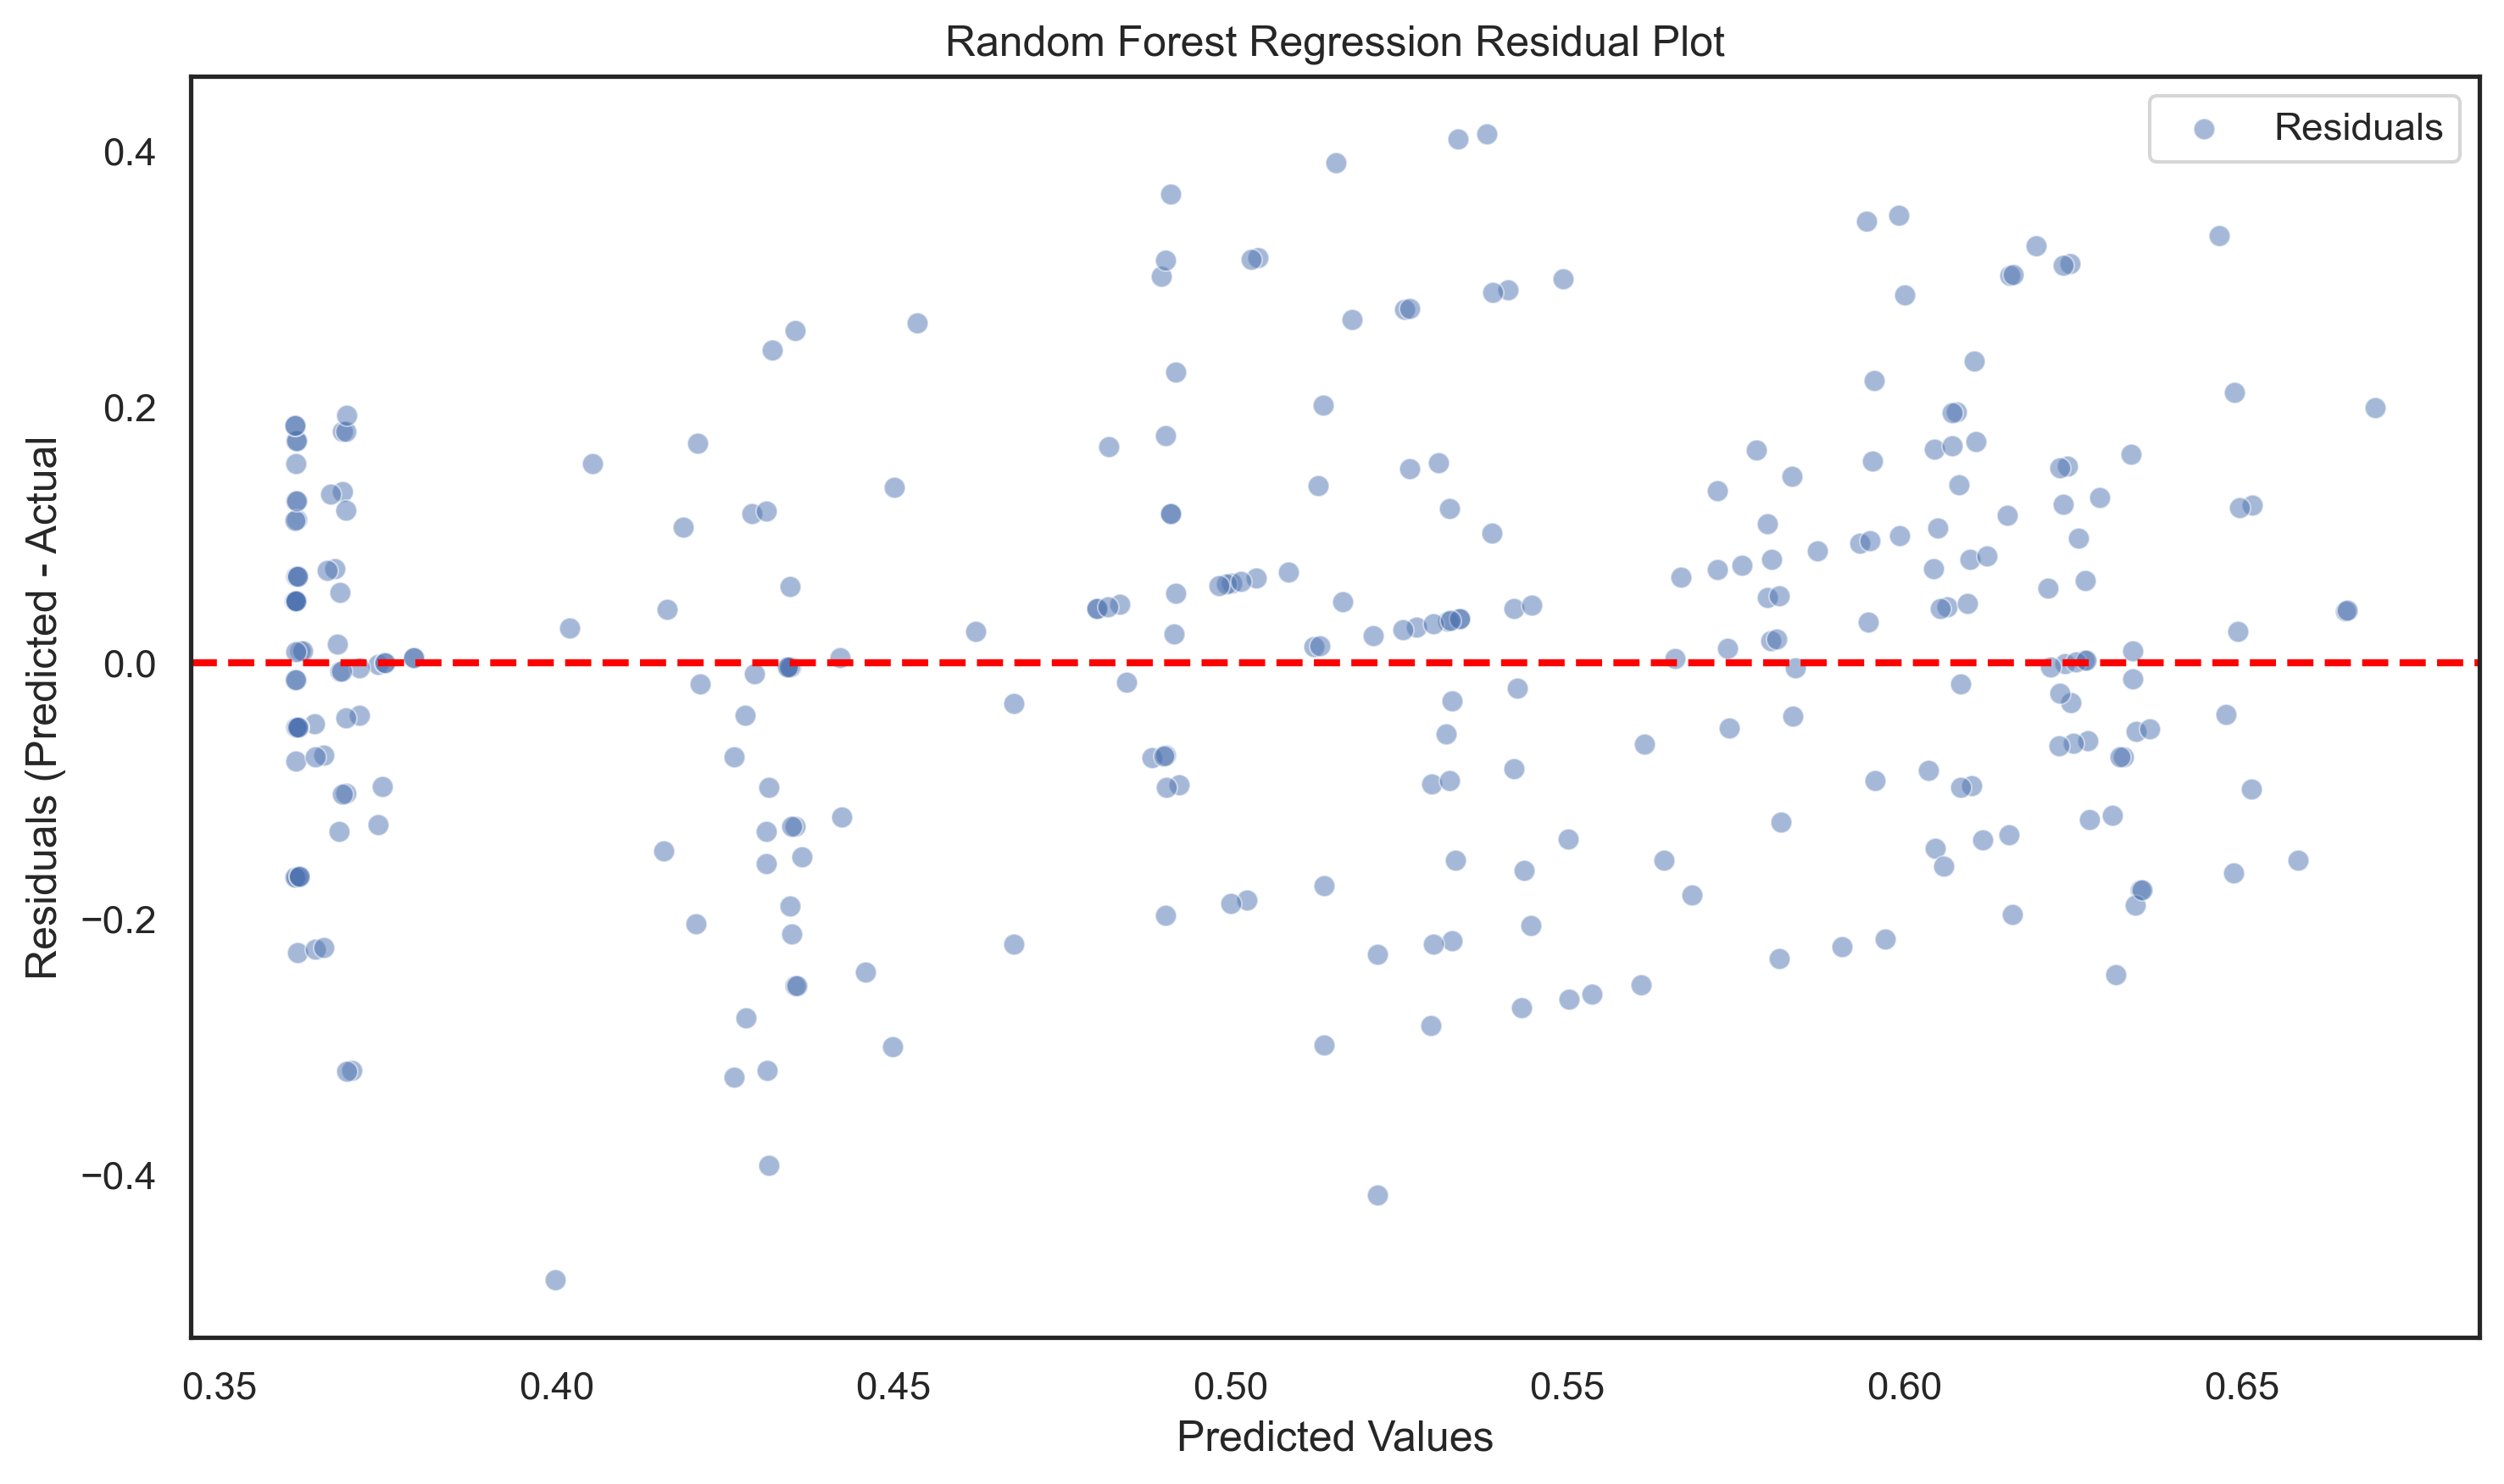 Random Forest Regression Residual Plot
Residuals
0.4
0.2
0.0
−0.2
−0.4
Residuals (Predicted - Actual
0.35 0.40 0.45 0.50 0.55 0.60 0.65
Predicted Values